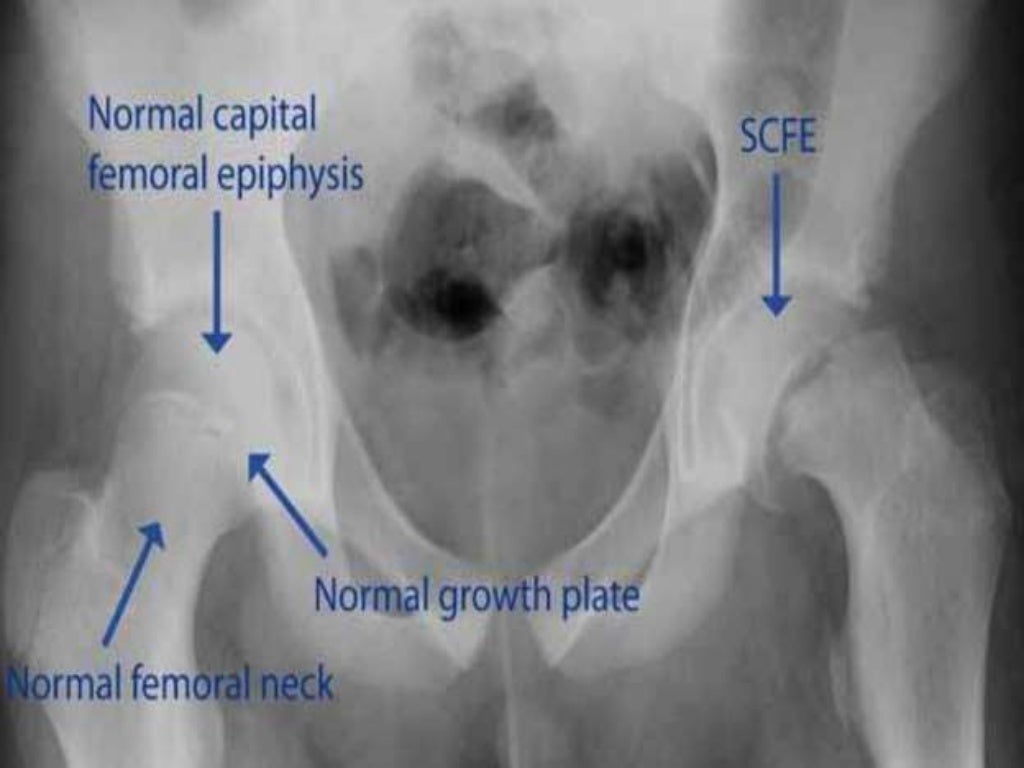 Normal capital
femoral epiphysis
SCFE
Normal growth plate
Normal femoral neck